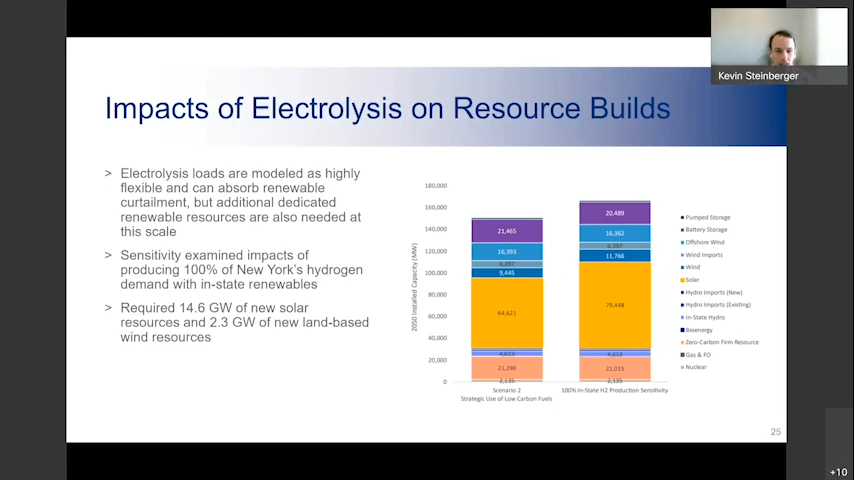 Kevin Steinberger
Impacts of Electrolysis on Resource Builds
> Electrolysis loads are modeled as highly
flexible and can absorb renewable
curtailment, but additional dedicated
renewable resources are also needed at
this scale
> Sensitivity examined impacts of
producing 100% of New York's hydrogen
demand with in-state renewables
> Required 14.6 GW of new solar
resources and 2.3 GW of new land-based
wind resources
2050 Installed Capacity (MW)
180,000
160,000
140,000
120,000
100,000
80,000
60,000
40,000
20,000
0
21,465
16,393
6,397
9,445
64,621
4,613
21,290
2,135
20,489
16,362
6,397
11,766
79,448
4,613
21,015
2,135
Scenario 2
Strategic Use of Low Carbon Fuels
100% In-State H2 Production Sensitivity
Pumped Storage
Battery Storage
Offshore Wind
Wind Imports
Wind
Solar
Hydro Imports (New)
Hydro Imports (Existing)
In-State Hydro
Bioenergy
Zero-Carbon Firm Resource
Gas & FO
Nuclear
25
+10